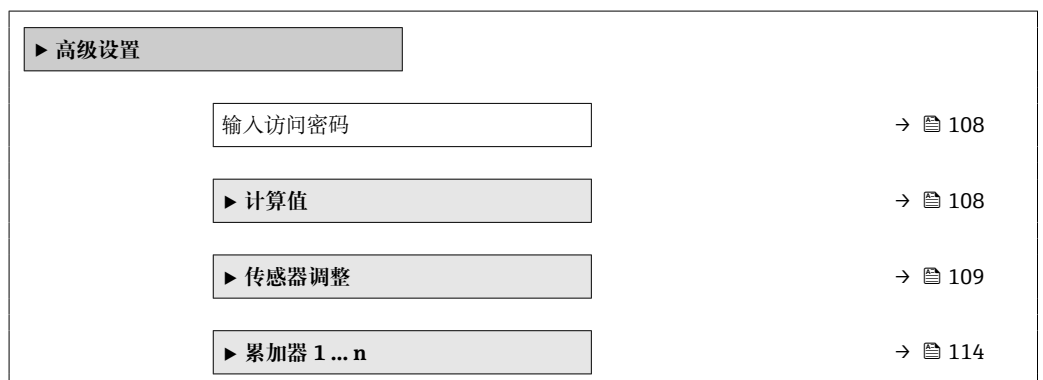 ▶ 高级设置
输入访问密码 → 🖹 108
▶ 计算值 → 🖹 108
▶ 传感器调整 → 🖹 109
▶ 累加器 1 … n → 🖹 114